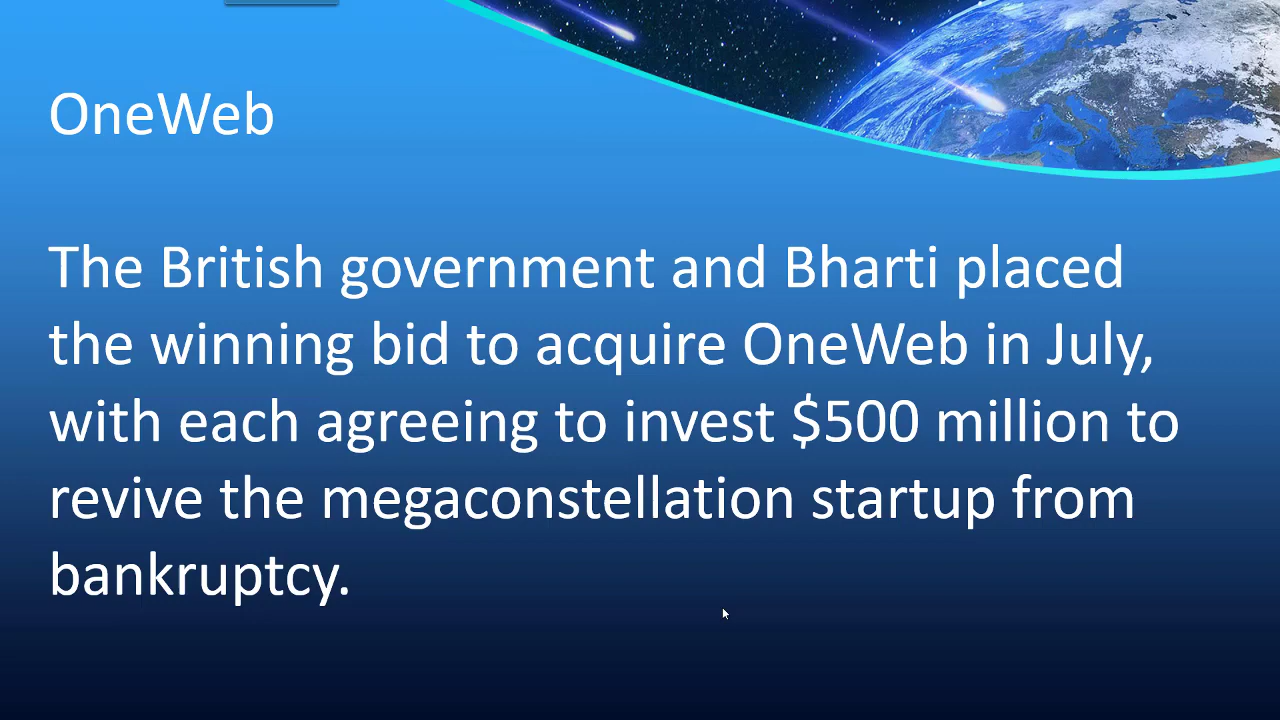 OneWeb
The British government and Bharti placed
the winning bid to acquire OneWeb in July,
with each agreeing to invest $500 million to
revive the megaconstellation startup from
bankruptcy.